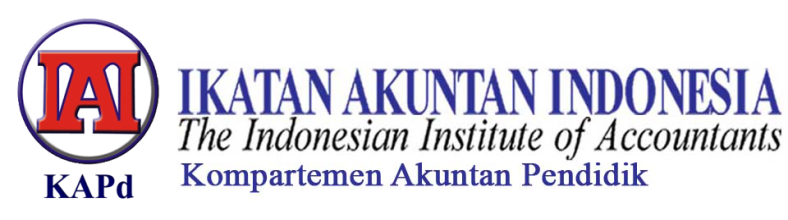 IAI
KAPd
IKATAN AKUNTAN INDONESIA
The Indonesian Institute of Accountants
Kompartemen Akuntan Pendidik